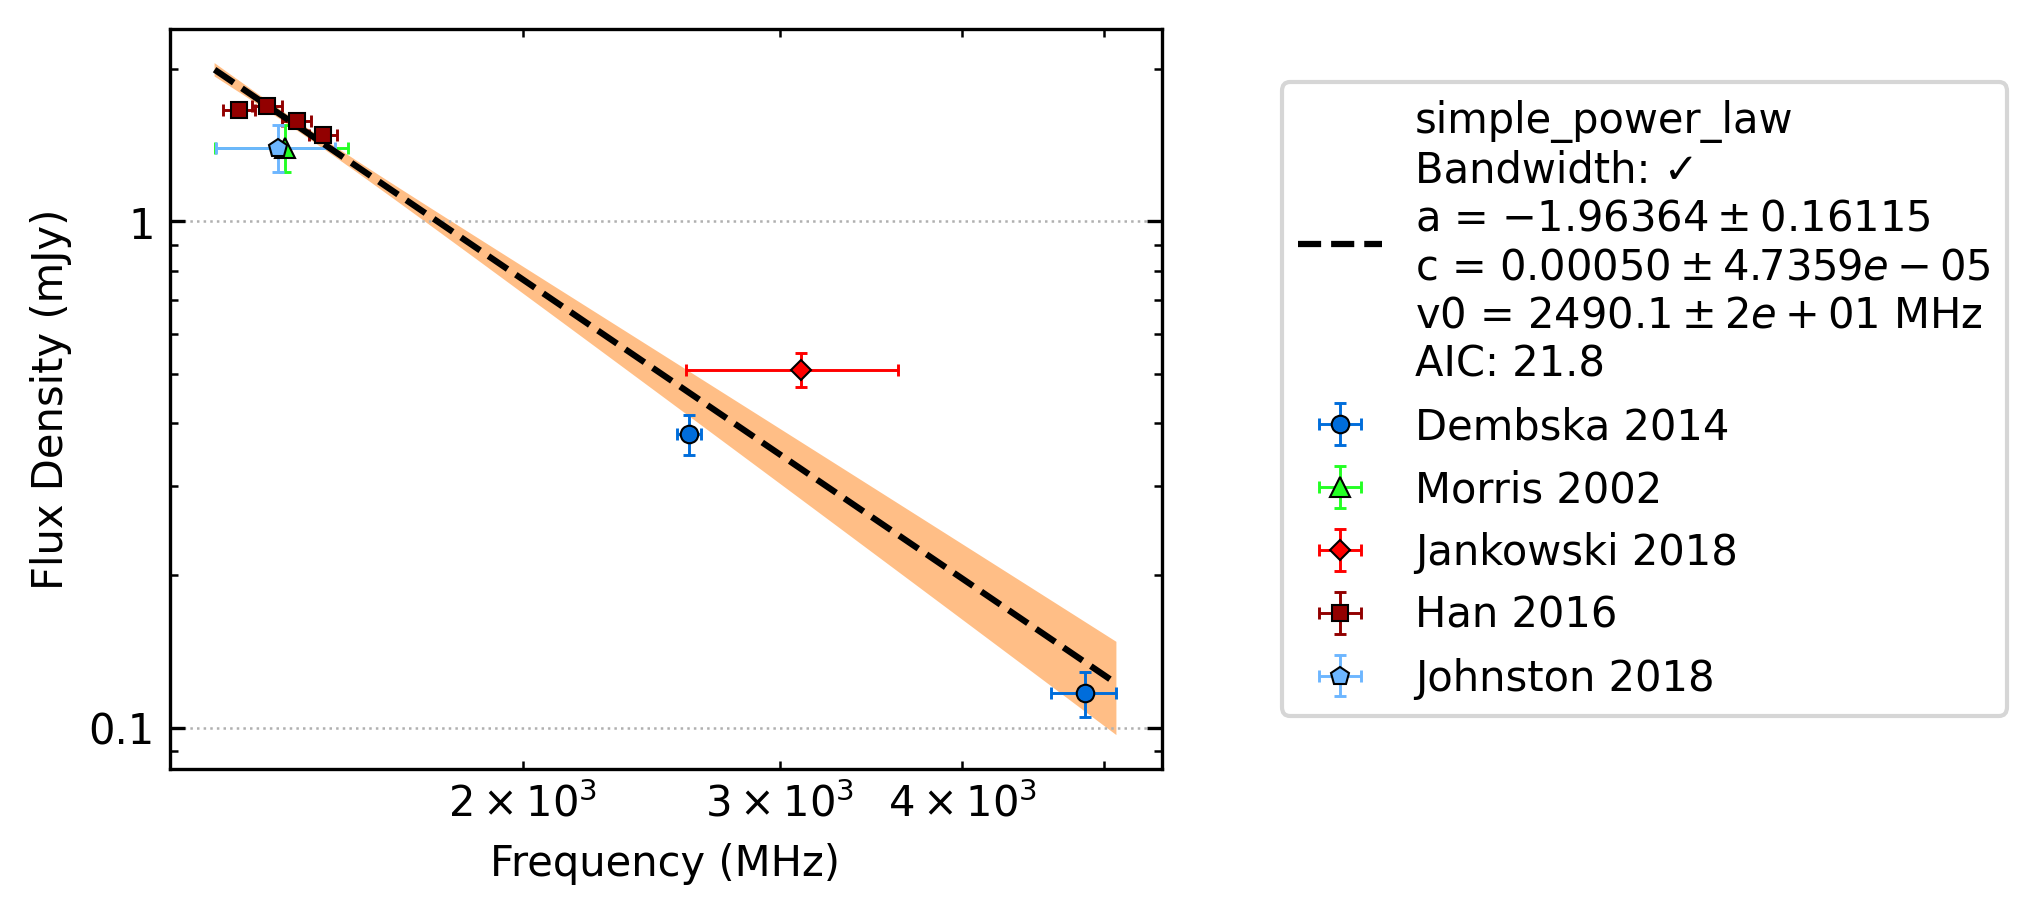 Flux Density (mJy)
1
0.1
2 × 10³
3 × 10³
4 × 10³
Frequency (MHz)
simple_power_law
Bandwidth: ✓
a = −1.96364 ± 0.16115
c = 0.00050 ± 4.7359e − 05
v0 = 2490.1 ± 2e + 01 MHz
AIC: 21.8
Dembska 2014
Morris 2002
Jankowski 2018
Han 2016
Johnston 2018